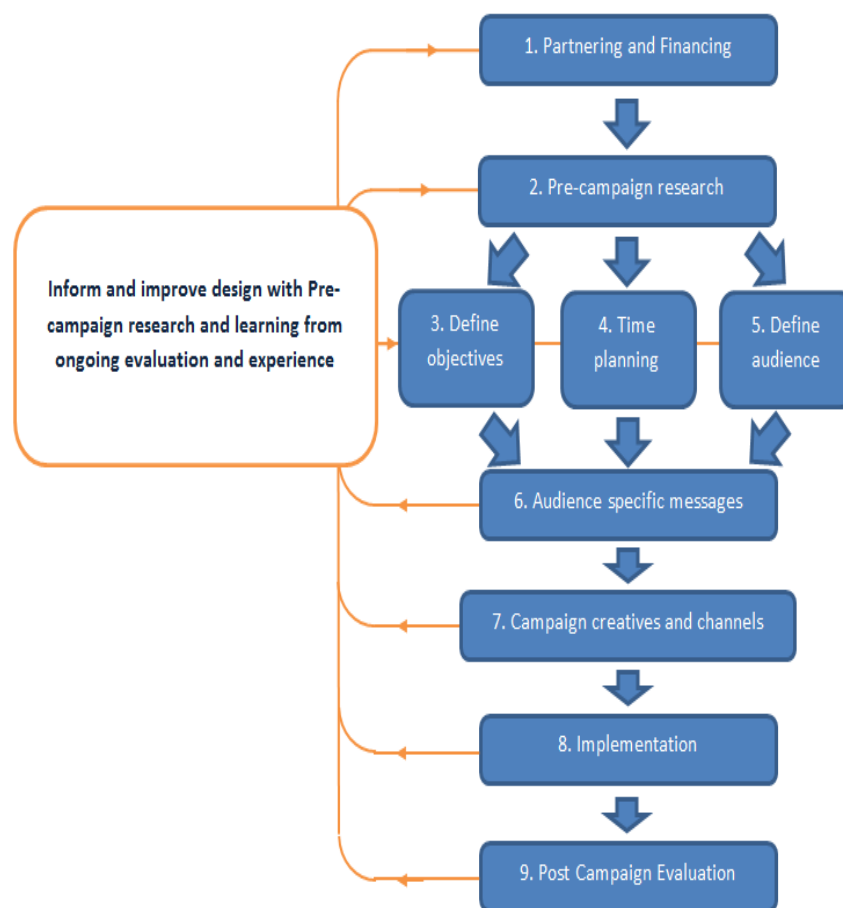 1. Partnering and Financing
2. Pre-campaign research
Inform and improve design with Pre-
campaign research and learning from
ongoing evaluation and experience
3. Define
objectives
4. Time
planning
5. Define
audience
6. Audience specific messages
7. Campaign creatives and channels
8. Implementation
9. Post Campaign Evaluation